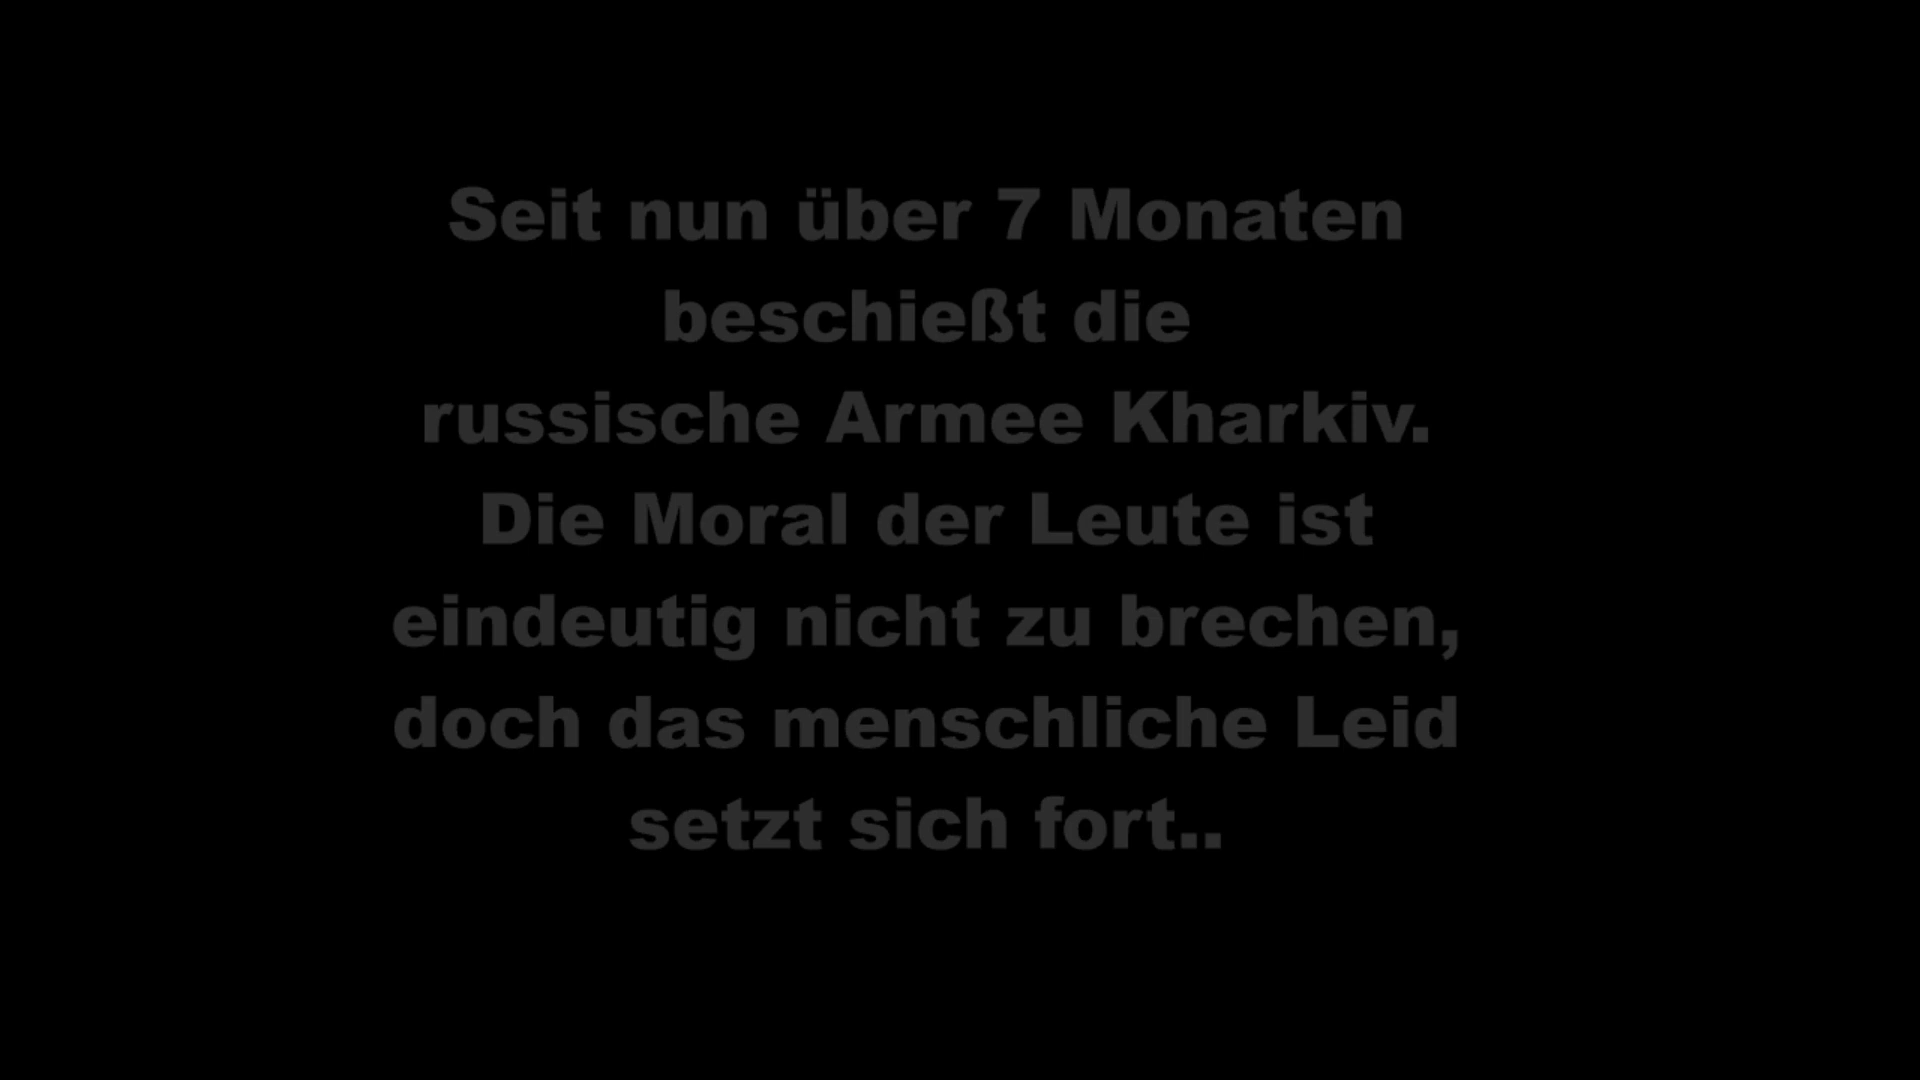 Seit nun über 7 Monaten
beschießt die
russische Armee Kharkiv.
Die Moral der Leute ist
eindeutig nicht zu brechen,
doch das menschliche Leid
setzt sich fort..